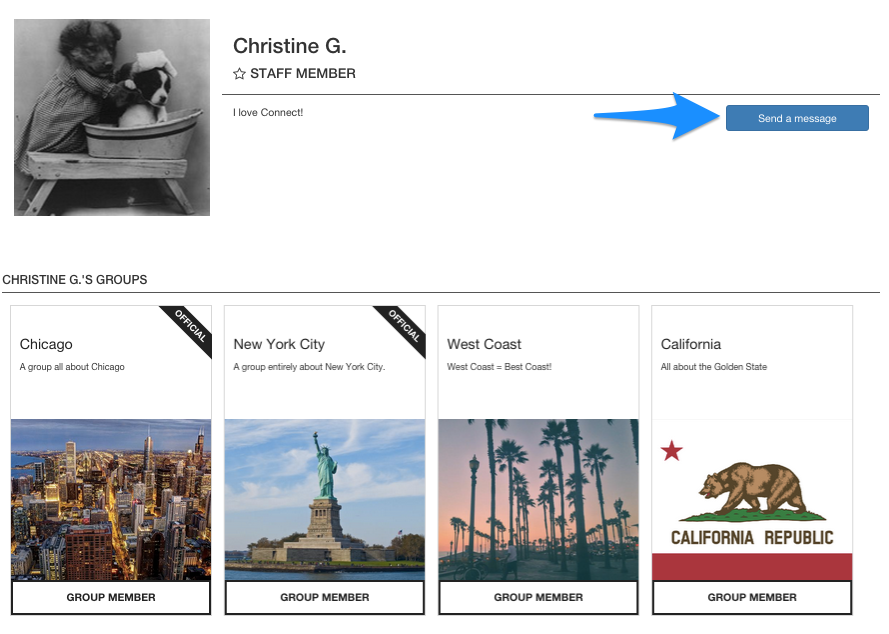 Christine G.
STAFF MEMBER
I love Connect!
Send a message
CHRISTINE G.'S GROUPS
OFFICIAL
Chicago
A group all about Chicago
GROUP MEMBER
OFFICIAL
New York City
A group entirely about New York City.
GROUP MEMBER
West Coast
West Coast = Best Coast!
GROUP MEMBER
California
All about the Golden State
CALIFORNIA REPUBLIC
GROUP MEMBER